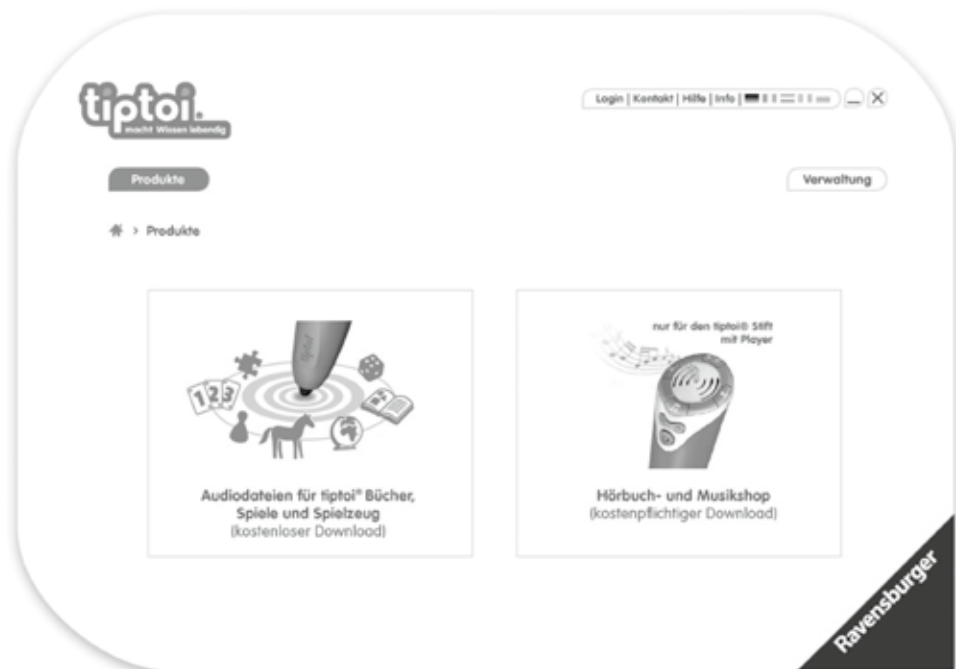 tiptoi.
macht Wissen lebendig
Login | Kontakt | Hilfe | Info |
Produkte
Verwaltung
> Produkte
nur für den tiptoi® Stift
mit Player
tiptoi
123
Audiodateien für tiptoi® Bücher,
Spiele und Spielzeug
(kostenloser Download)
Hörbuch- und Musikshop
(kostenpflichtiger Download)
Ravensburger